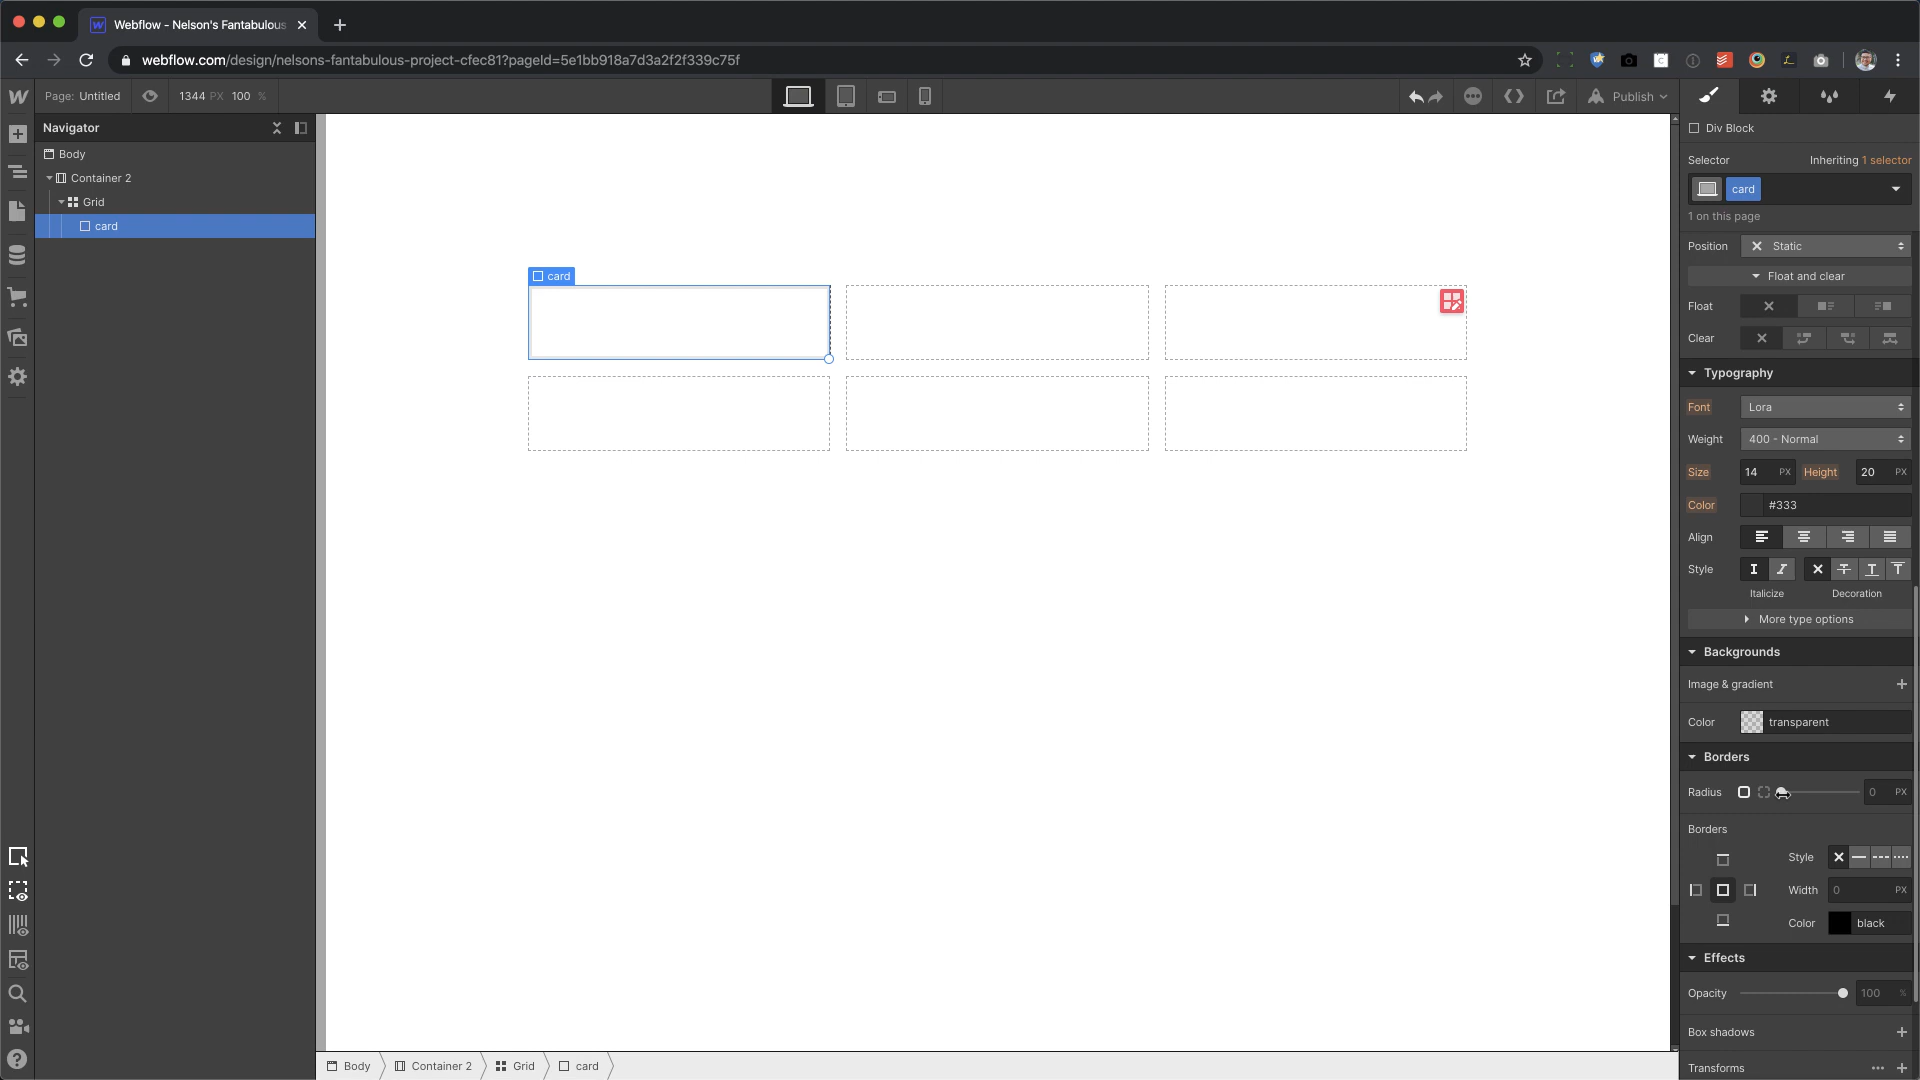 Webflow - Nelson's Fantabulous
webflow.com/design/nelsons-fantabulous-project-cfec81?pageId=5e1bb918a7d3a2f2f339c75f
Page: Untitled
1344 PX 100 %
Publish
Navigator
Body
Container 2
Grid
card
card
Div Block
Selector
Inheriting 1 selector
card
1 on this page
Position
Static
Float and clear
Float
Clear
Typography
Font
Lora
Weight
400 - Normal
Size
14 PX
Height
20 PX
Color
#333
Align
Style
Italicize
Decoration
More type options
Backgrounds
Image & gradient
Color
transparent
Borders
Radius
0 PX
Borders
Style
Width
0 PX
Color
black
Effects
Opacity
100 %
Box shadows
Transforms
Body
Container 2
Grid
card